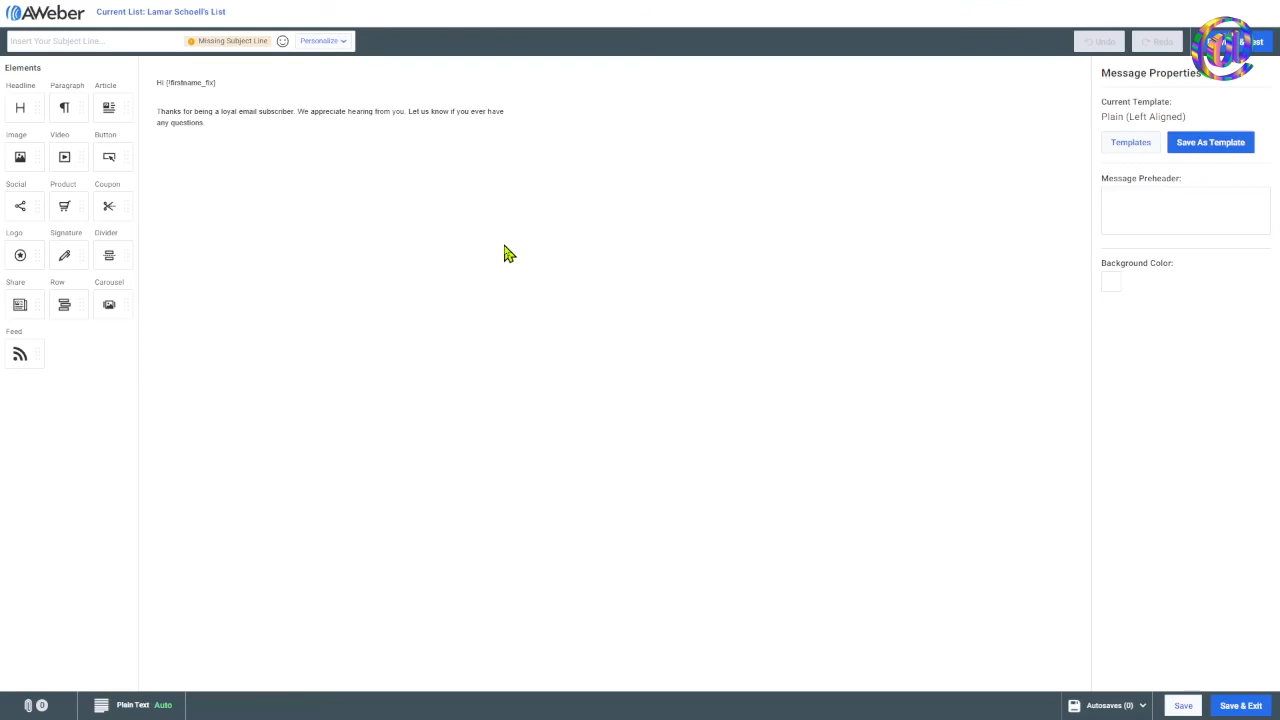 AWeber
Current List: Lamar Schoell's List
Insert Your Subject Line...
Missing Subject Line
Personalize
Undo
Redo
Elements
Headline
Paragraph
Article
Image
Video
Button
Social
Product
Coupon
Logo
Signature
Divider
Share
Row
Carousel
Feed
Hi {!firstname_fix}
Thanks for being a loyal email subscriber. We appreciate hearing from you. Let us know if you ever have
any questions.
Message Properties
Current Template:
Plain (Left Aligned)
Templates
Save As Template
Message Preheader:
Background Color:
0
Plain Text Auto
Autosaves (0)
Save
Save & Exit